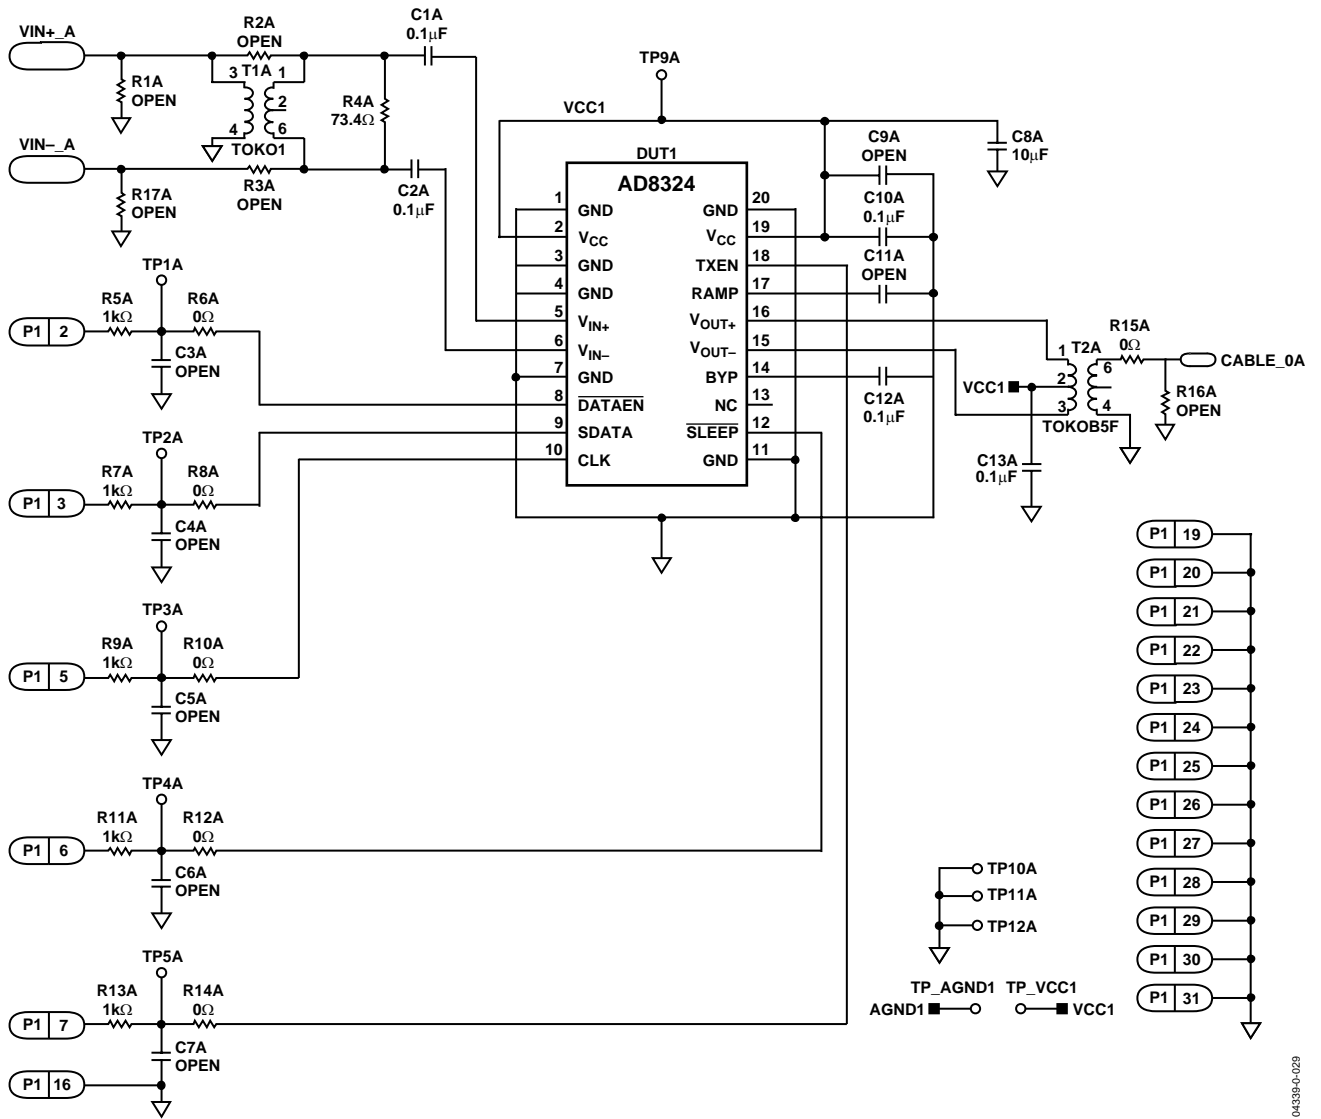 VIN+_A
R1A
OPEN
R2A
OPEN
3 T1A 1
2
4 6
TOKO1
C1A
0.1µF
R4A
73.4Ω
VIN–_A
R17A
OPEN
R3A
OPEN
C2A
0.1µF
TP9A
VCC1
C8A
10µF
C9A
OPEN
C10A
0.1µF
C11A
OPEN
DUT1
AD8324
1 GND GND 20
2 VCC VCC 19
3 GND TXEN 18
4 GND RAMP 17
5 VIN+ VOUT+ 16
6 VIN– VOUT– 15
7 GND BYP 14
8 DATAEN NC 13
9 SDATA SLEEP 12
10 CLK GND 11
C12A
0.1µF
R15A
0Ω
1 T2A 6
VCC1 2
3 4
TOKOB5F
CABLE_0A
R16A
OPEN
C13A
0.1µF
TP1A
R5A
1kΩ
R6A
0Ω
P1 2
C3A
OPEN
TP2A
R7A
1kΩ
R8A
0Ω
P1 3
C4A
OPEN
TP3A
R9A
1kΩ
R10A
0Ω
P1 5
C5A
OPEN
TP4A
R11A
1kΩ
R12A
0Ω
P1 6
C6A
OPEN
TP5A
R13A
1kΩ
R14A
0Ω
P1 7
C7A
OPEN
P1 16
P1 19
P1 20
P1 21
P1 22
P1 23
P1 24
P1 25
P1 26
P1 27
P1 28
P1 29
P1 30
P1 31
TP10A
TP11A
TP12A
TP_AGND1 TP_VCC1
AGND1 VCC1
04339-0-029